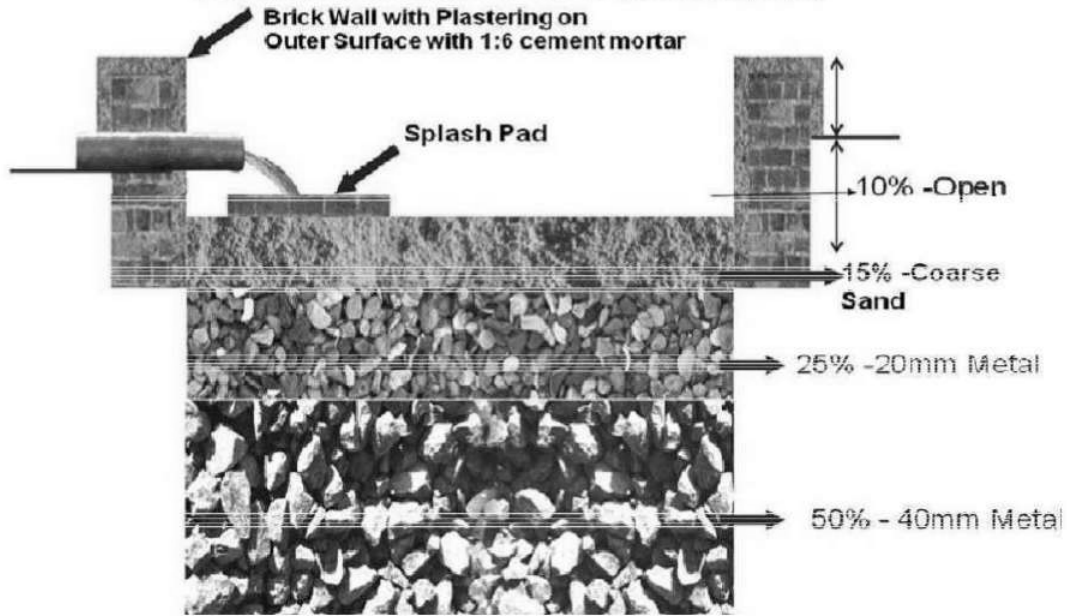 Brick Wall with Plastering on
Outer Surface with 1:6 cement mortar
Splash Pad
10% -Open
15% -Coarse
Sand
25% -20mm Metal
50% - 40mm Metal